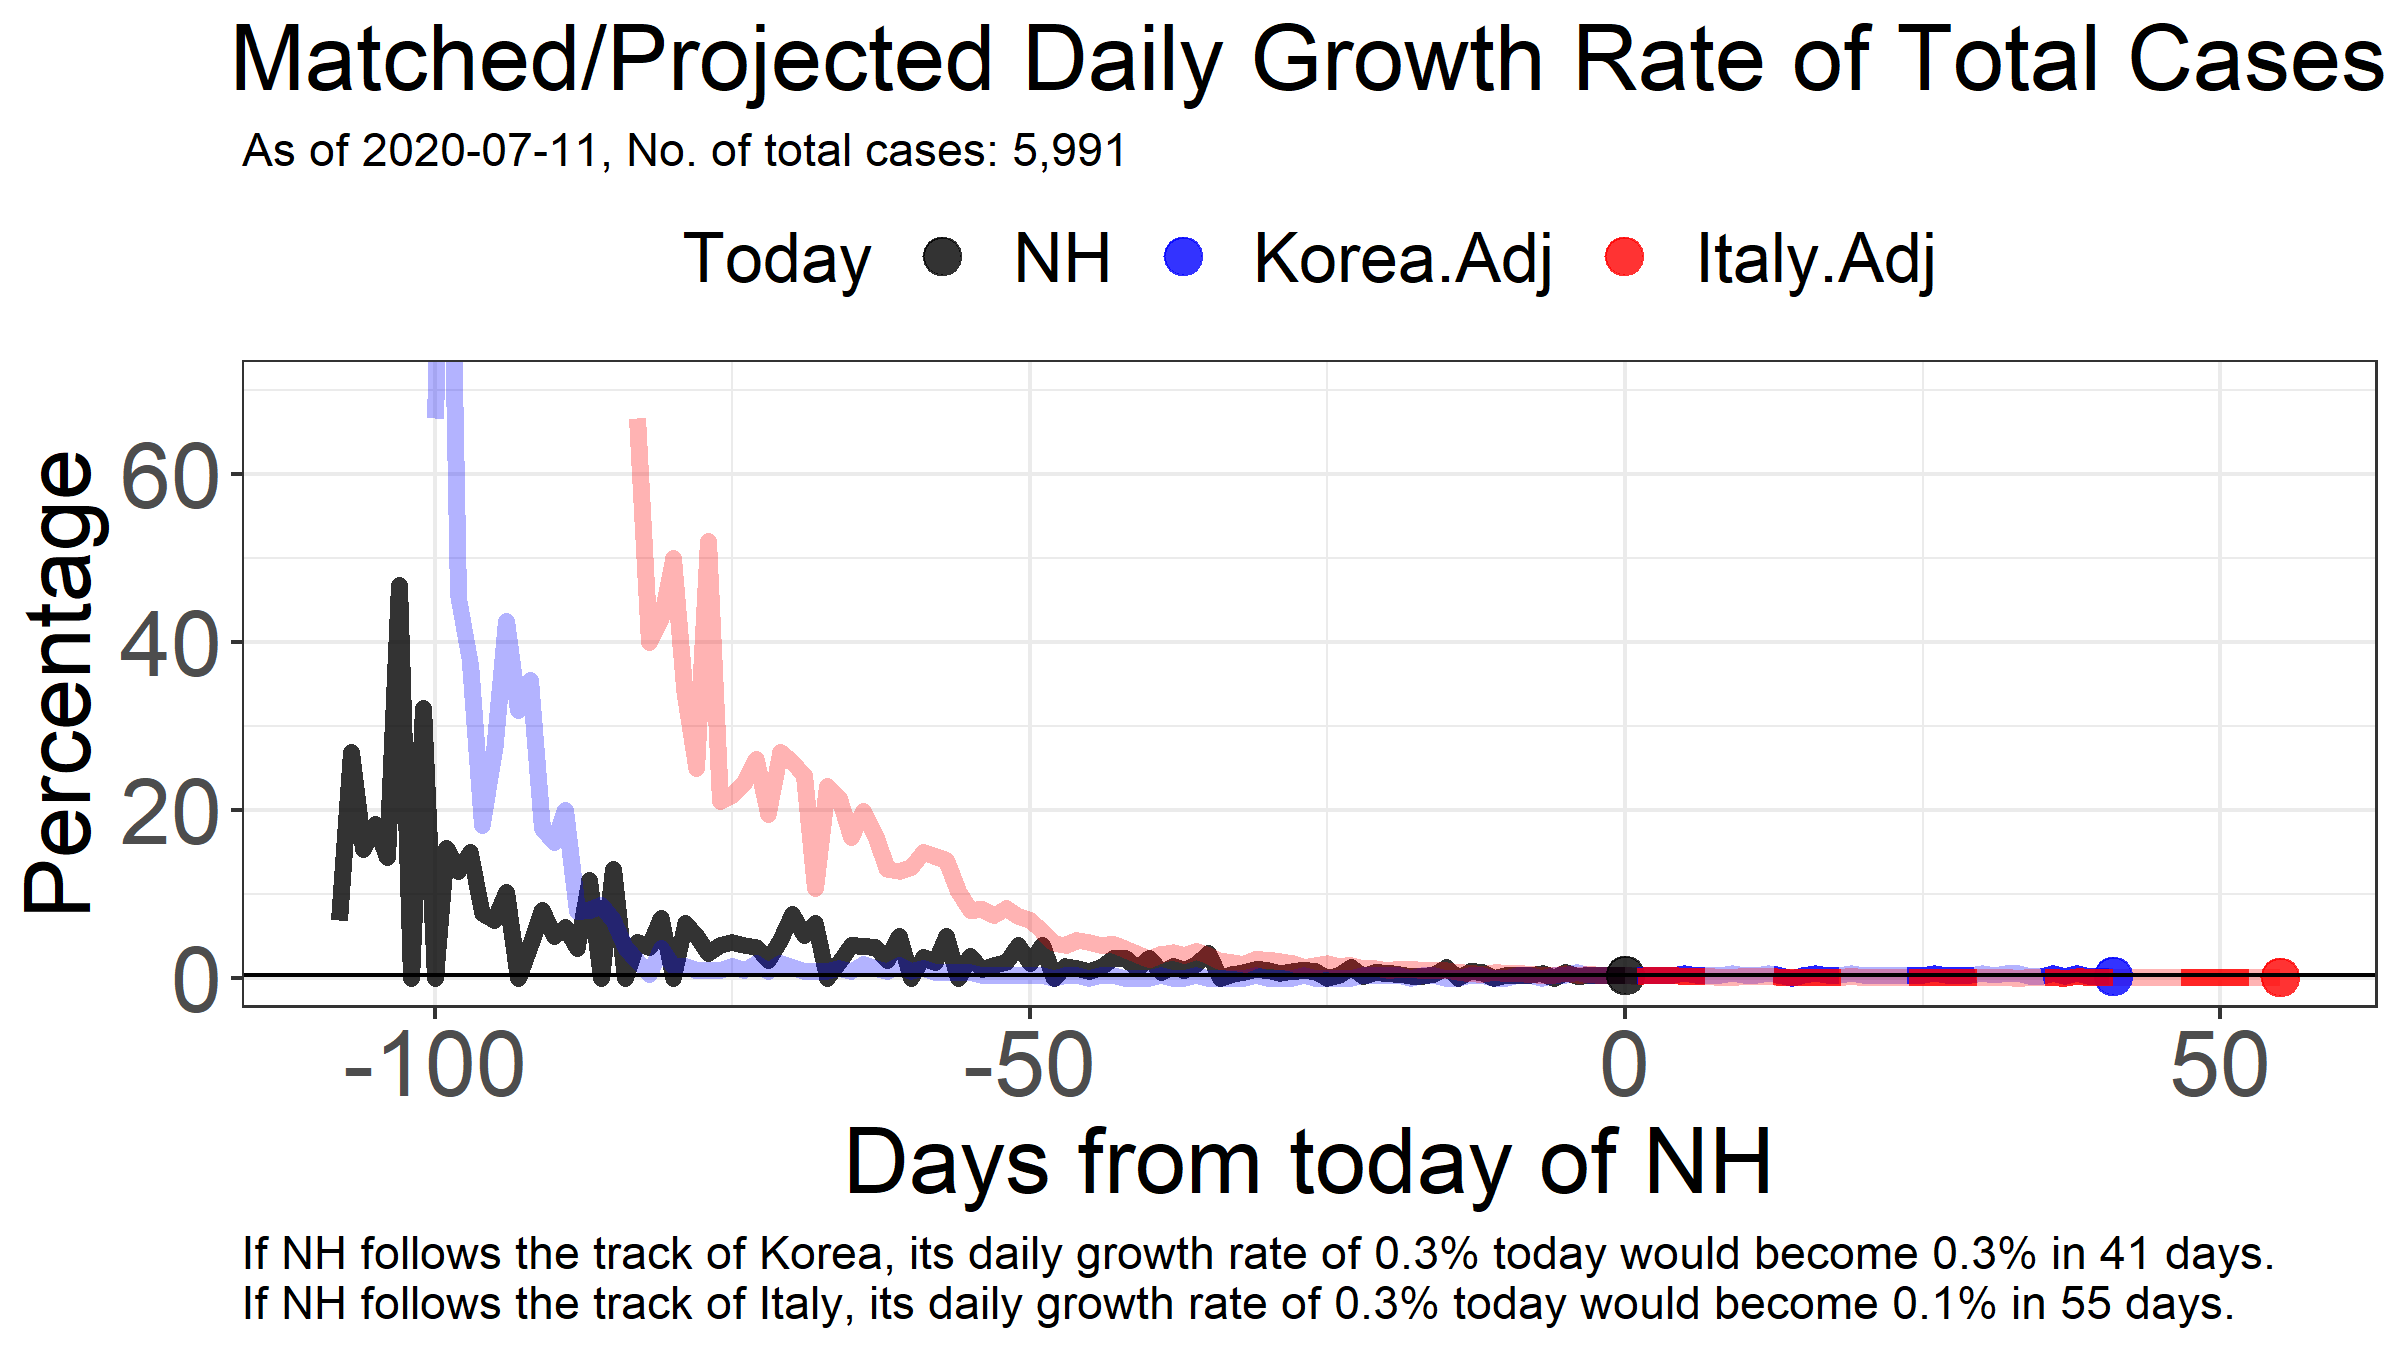 Matched/Projected Daily Growth Rate of Total Cases
As of 2020-07-11, No. of total cases: 5,991
Today NH Korea.Adj Italy.Adj
Percentage
60
40
20
0
-100 -50 0 50
Days from today of NH
If NH follows the track of Korea, its daily growth rate of 0.3% today would become 0.3% in 41 days.
If NH follows the track of Italy, its daily growth rate of 0.3% today would become 0.1% in 55 days.